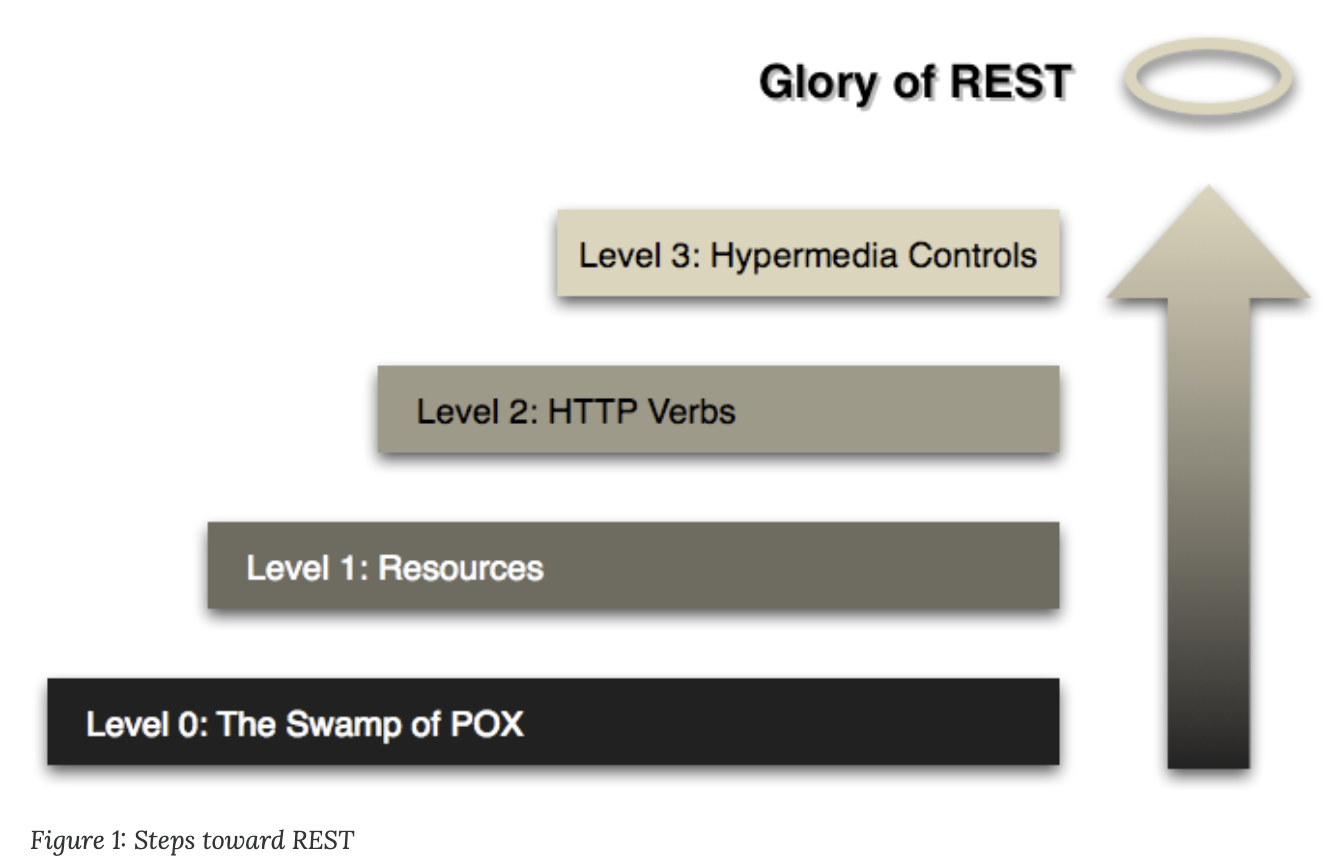 Glory of REST
Level 3: Hypermedia Controls
Level 2: HTTP Verbs
Level 1: Resources
Level 0: The Swamp of POX
Figure 1: Steps toward REST